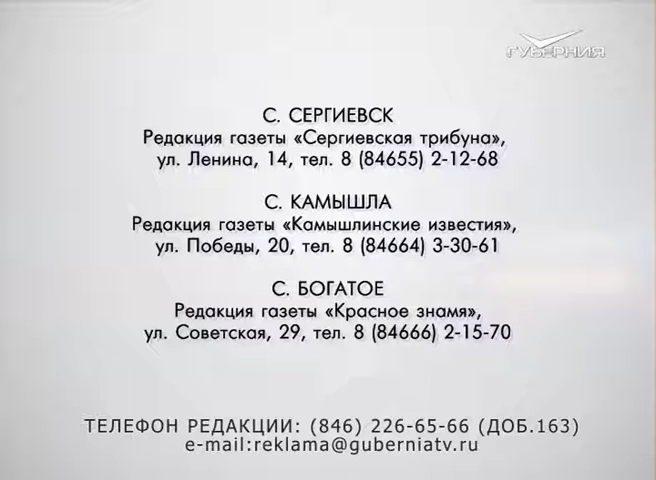 ГУБЕРНИЯ
С. СЕРГИЕВСК
Редакция газеты «Сергиевская трибуна»,
ул. Ленина, 14, тел. 8 (84655) 2-12-68
С. КАМЫШЛА
Редакция газеты «Камышлинские известия»,
ул. Победы, 20, тел. 8 (84664) 3-30-61
С. БОГАТОЕ
Редакция газеты «Красное знамя»,
ул. Советская, 29, тел. 8 (84666) 2-15-70
ТЕЛЕФОН РЕДАКЦИИ: (846) 226-65-66 (ДОБ.163)
e-mail:reklama@guberniatv.ru